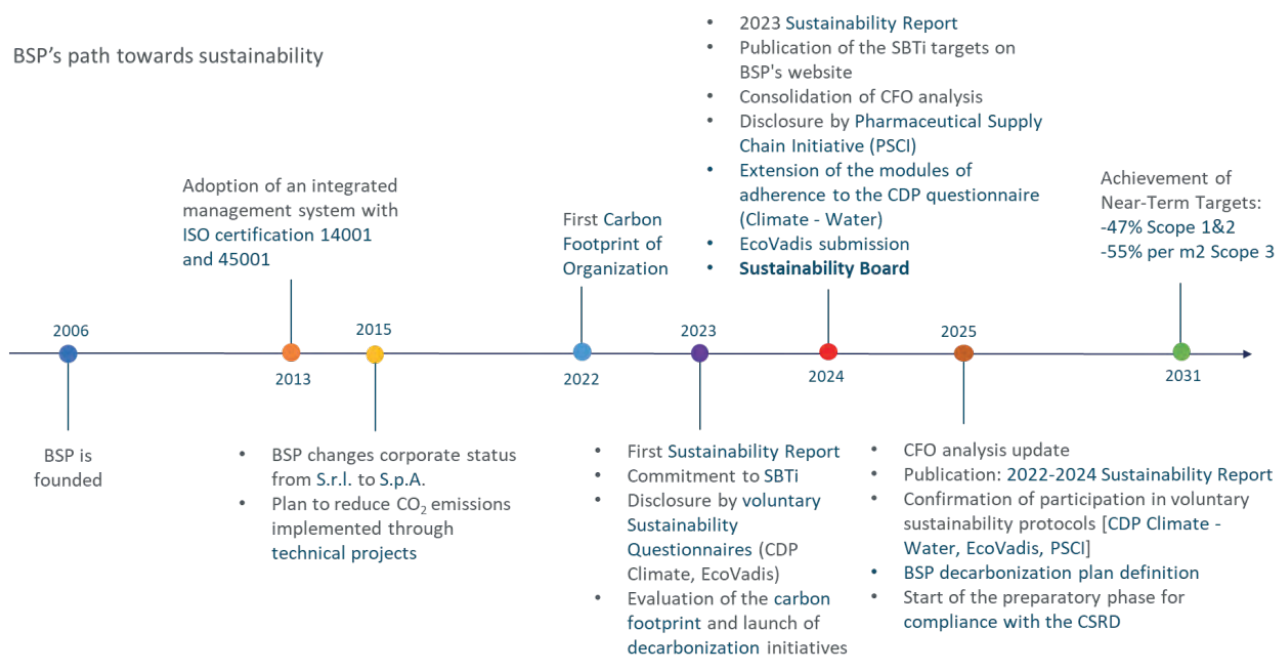 BSP's path towards sustainability
2006
BSP is
founded
Adoption of an integrated
management system with
ISO certification 14001
and 45001
2013
2015
• BSP changes corporate status
from S.r.l. to S.p.A.
• Plan to reduce CO₂ emissions
implemented through
technical projects
First Carbon
Footprint of
Organization
2022
2023
• First Sustainability Report
• Commitment to SBTi
• Disclosure by voluntary
Sustainability
Questionnaires (CDP
Climate, EcoVadis)
• Evaluation of the carbon
footprint and launch of
decarbonization initiatives
• 2023 Sustainability Report
• Publication of the SBTi targets on
BSP's website
• Consolidation of CFO analysis
• Disclosure by Pharmaceutical Supply
Chain Initiative (PSCI)
• Extension of the modules of
adherence to the CDP questionnaire
(Climate - Water)
• EcoVadis submission
• Sustainability Board
2024
2025
• CFO analysis update
• Publication: 2022-2024 Sustainability Report
• Confirmation of participation in voluntary
sustainability protocols [CDP Climate -
Water, EcoVadis, PSCI]
• BSP decarbonization plan definition
• Start of the preparatory phase for
compliance with the CSRD
Achievement of
Near-Term Targets:
-47% Scope 1&2
-55% per m2 Scope 3
2031